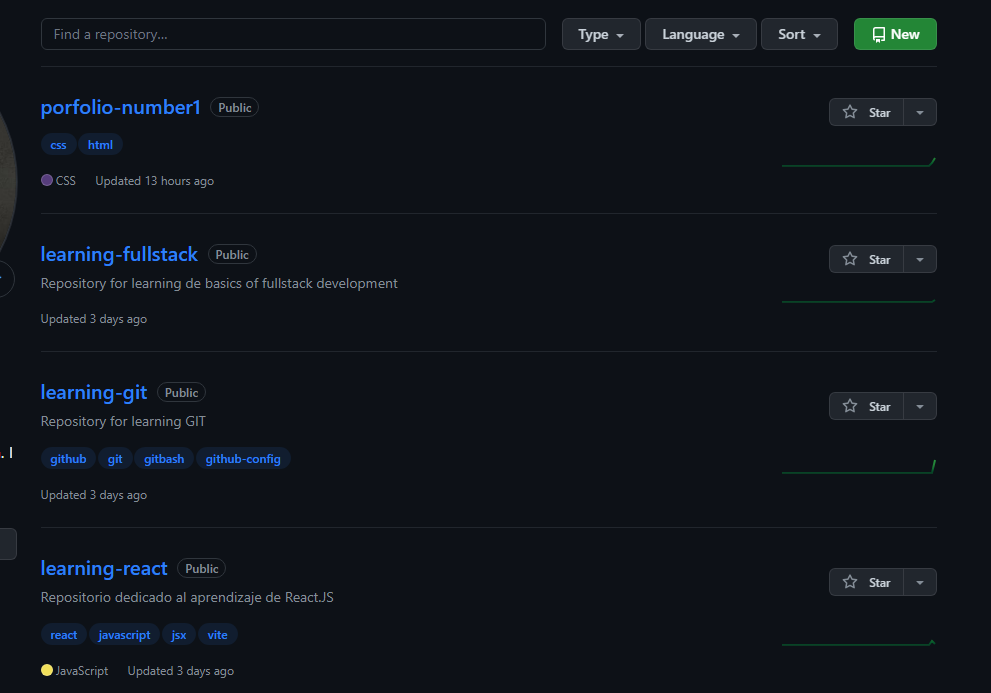 Find a repository... Type Language Sort New
porfolio-number1 Public Star
css html
CSS Updated 13 hours ago
learning-fullstack Public Star
Repository for learning de basics of fullstack development
Updated 3 days ago
learning-git Public Star
Repository for learning GIT
github git gitbash github-config
. I
Updated 3 days ago
learning-react Public Star
Repositorio dedicado al aprendizaje de React.JS
react javascript jsx vite
JavaScript Updated 3 days ago